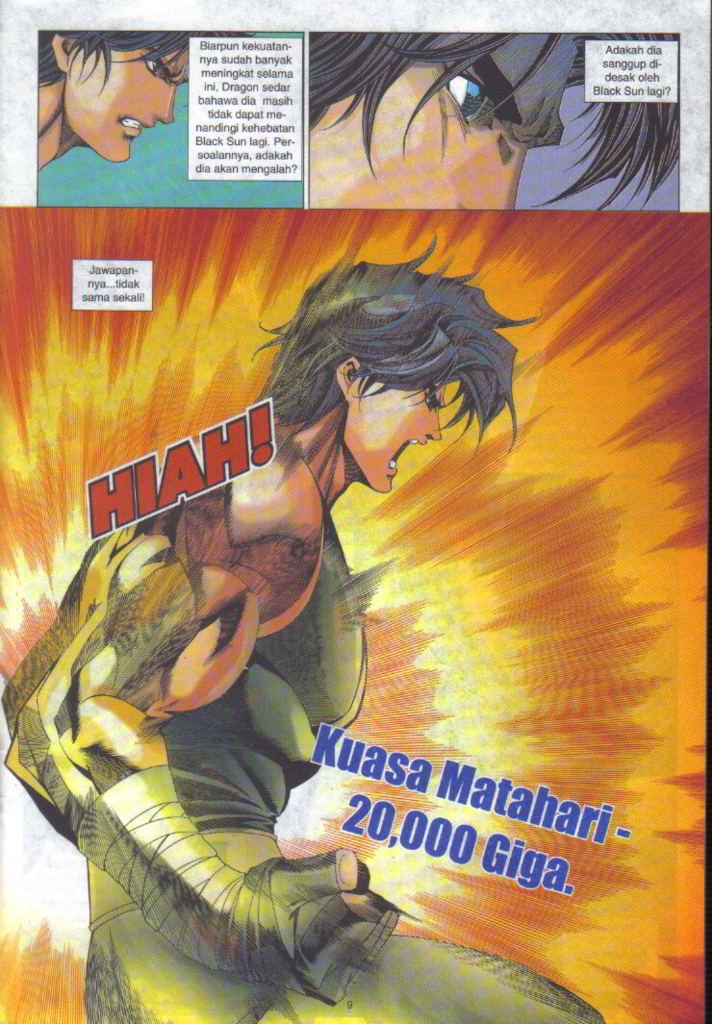 Biarpun kekuatan-
nya sudah banyak
meningkat selama
ini, Dragon sedar
bahawa dia masih
tidak dapat me-
nandingi kehebatan
Black Sun lagi. Per-
soalannya, adakah
dia akan mengalah?
Adakah dia
sanggup di-
desak oleh
Black Sun lagi?
Jawapan-
nya...tidak
sama sekali!
HIAH!
Kuasa Matahari -
20,000 Giga.
9